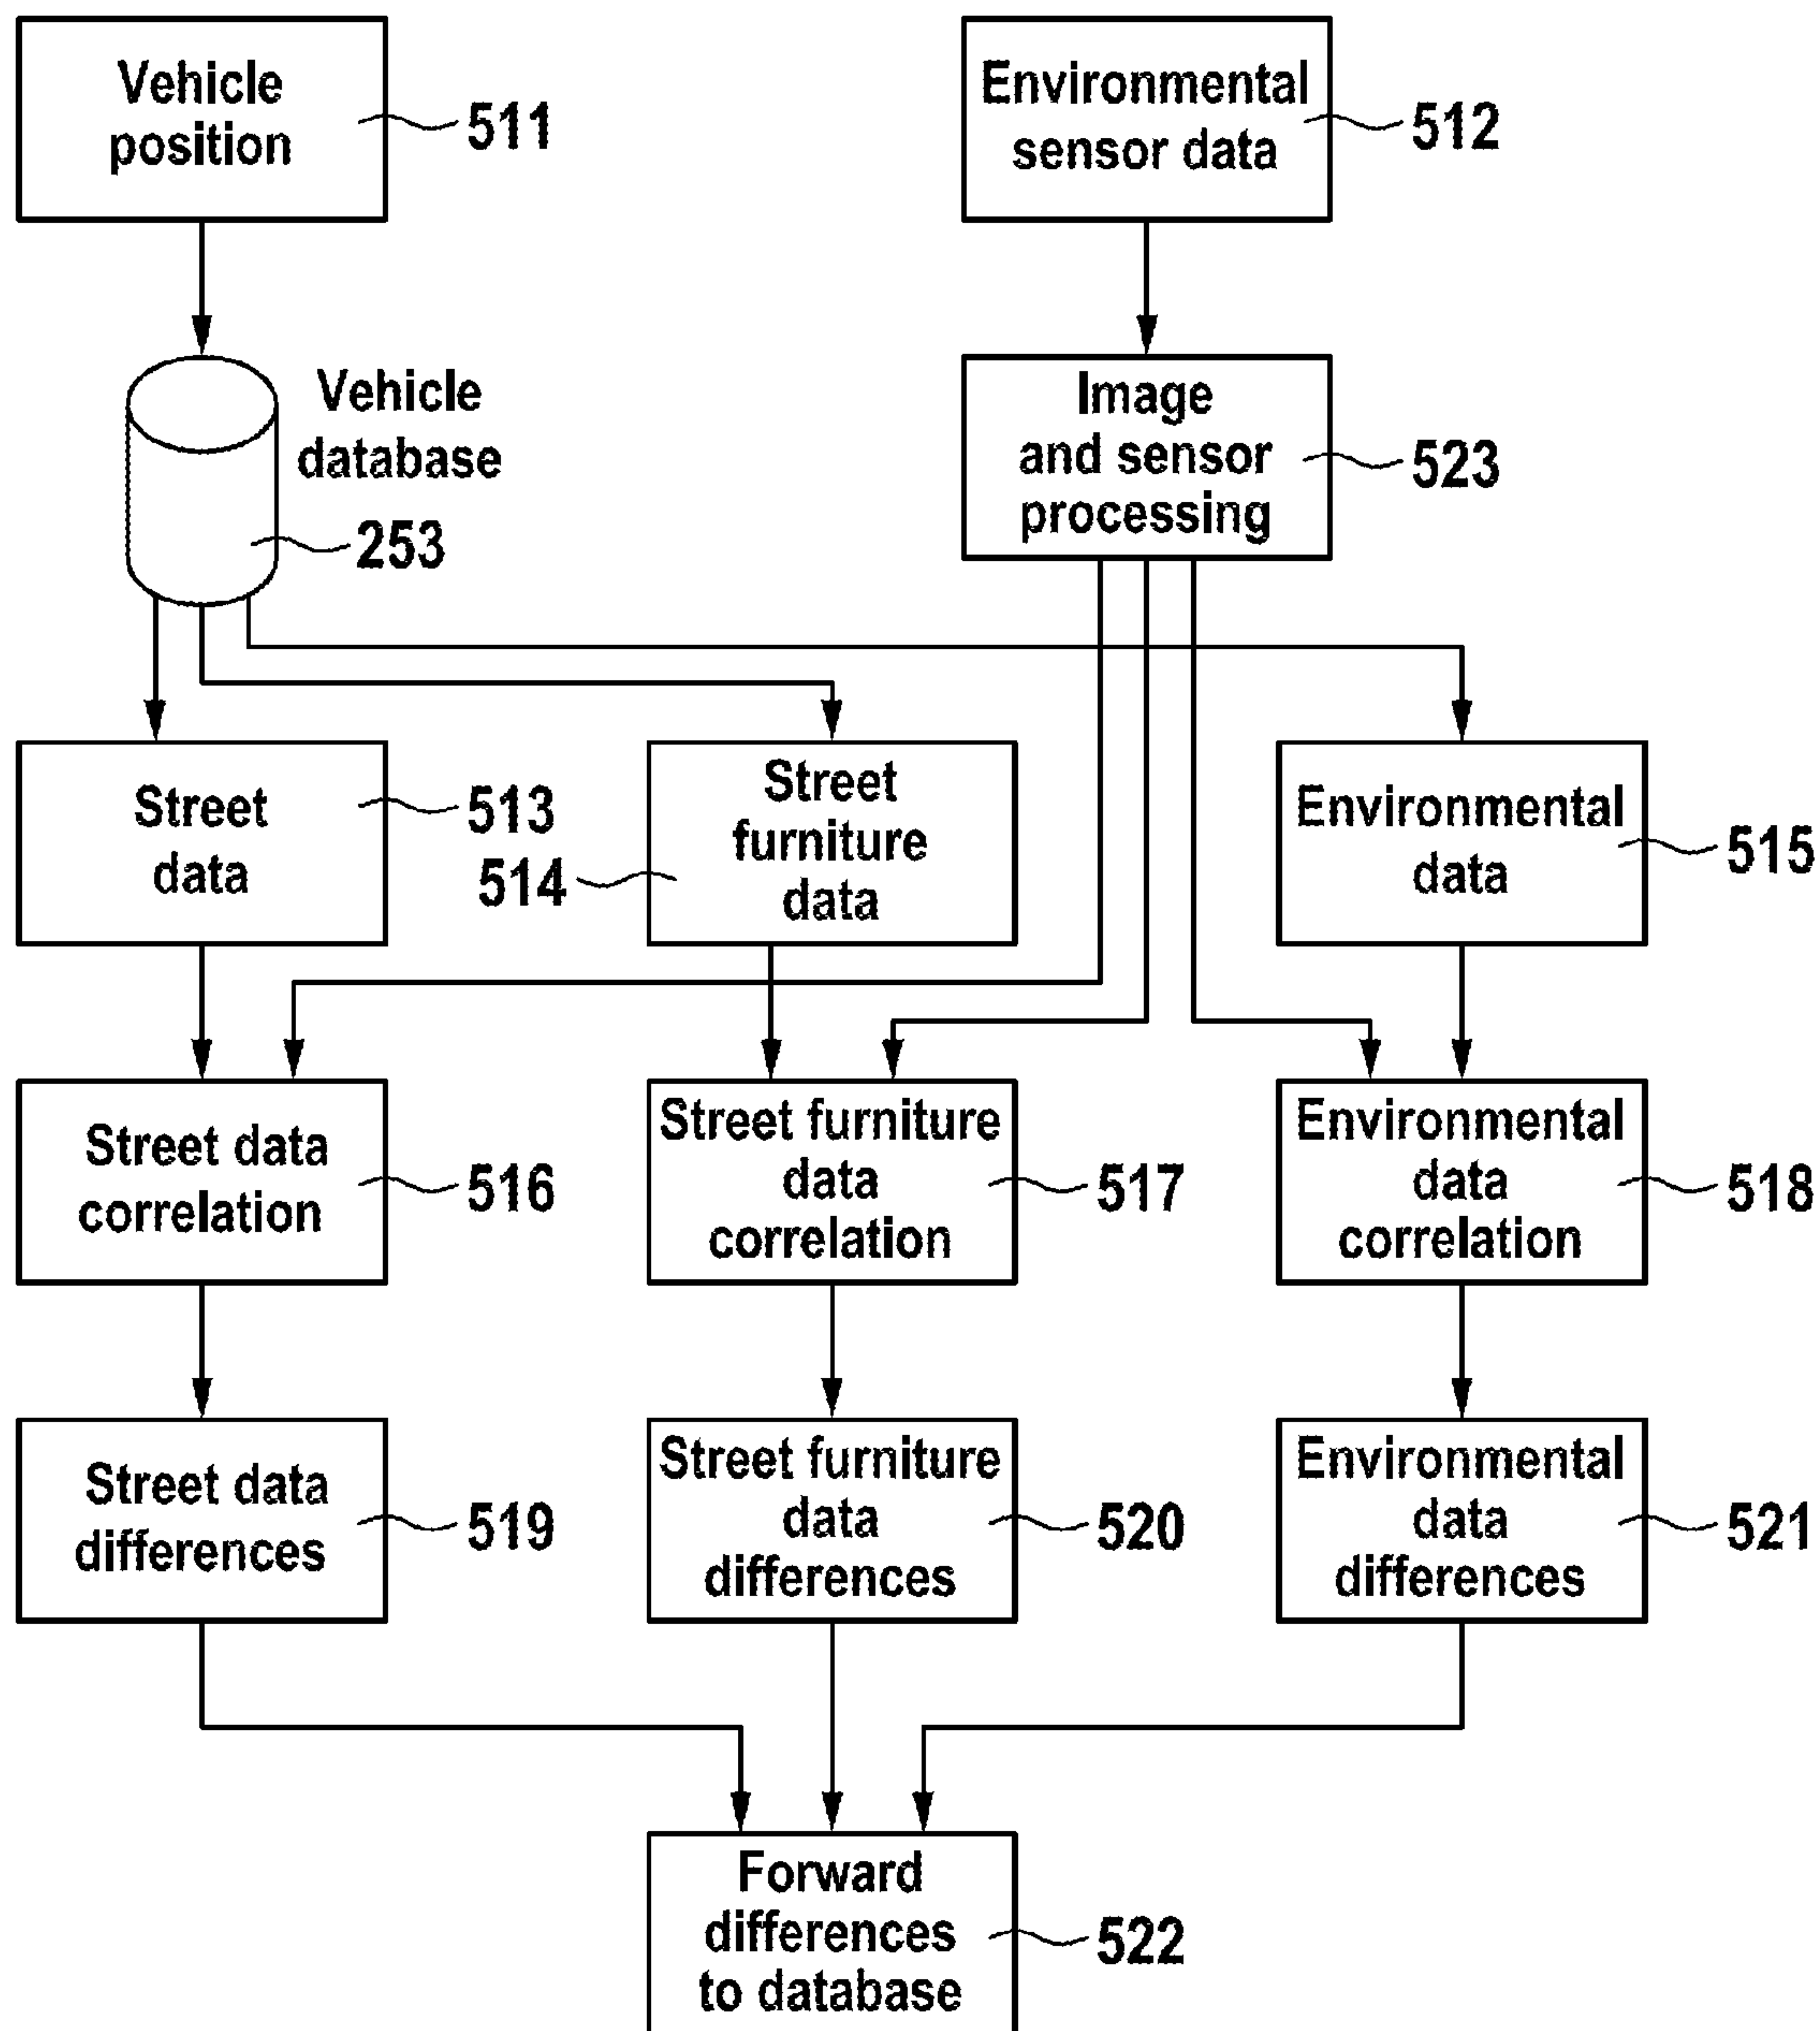 Vehicle
position
511
Environmental
sensor data
512
Vehicle
database
253
Image
and sensor
processing
523
Street
data
513
Street
furniture
data
514
Environmental
data
515
Street data
correlation
516
Street furniture
data
correlation
517
Environmental
data
correlation
518
Street data
differences
519
Street furniture
data
differences
520
Environmental
data
differences
521
Forward
differences
to database
522